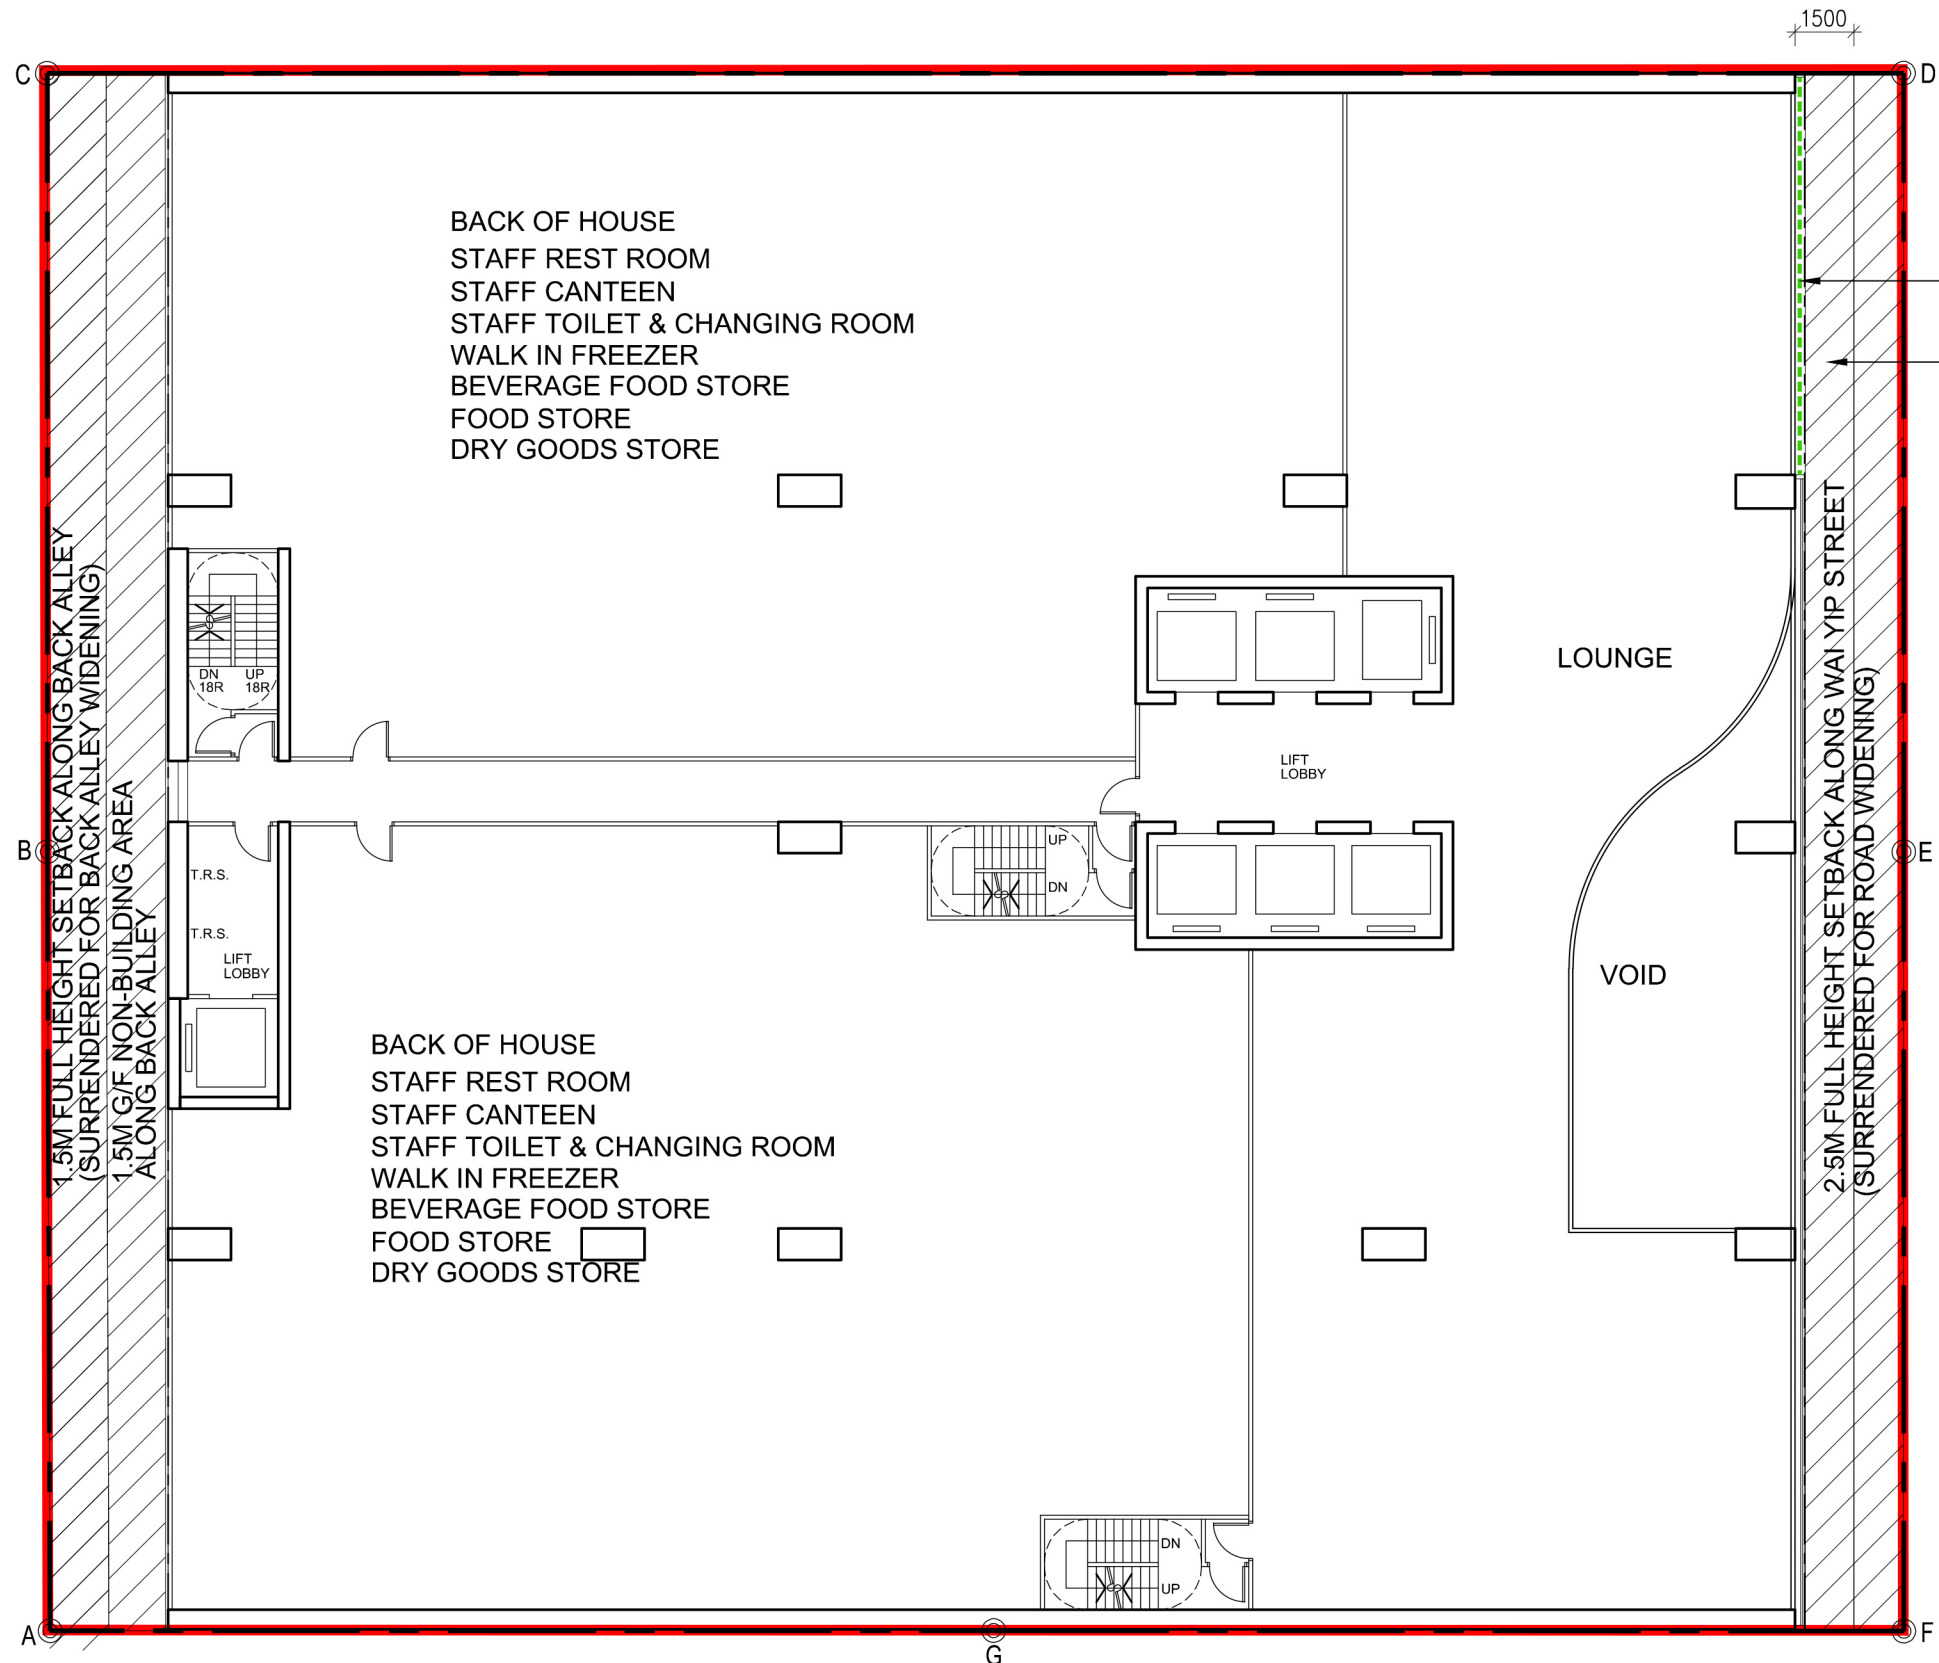 1500
C
D
BACK OF HOUSE
STAFF REST ROOM
STAFF CANTEEN
STAFF TOILET & CHANGING ROOM
WALK IN FREEZER
BEVERAGE FOOD STORE
FOOD STORE
DRY GOODS STORE
1.5M FULL HEIGHT SETBACK ALONG BACK ALLEY
(SURRENDERED FOR BACK ALLEY WIDENING)
1.5M G/F NON-BUILDING AREA
ALONG BACK ALLEY
DN
18R
UP
18R
LOUNGE
LIFT
LOBBY
2.5M FULL HEIGHT SETBACK ALONG WAI YIP STREET
(SURRENDERED FOR ROAD WIDENING)
B
E
UP
DN
T.R.S.
T.R.S.
LIFT
LOBBY
VOID
BACK OF HOUSE
STAFF REST ROOM
STAFF CANTEEN
STAFF TOILET & CHANGING ROOM
WALK IN FREEZER
BEVERAGE FOOD STORE
FOOD STORE
DRY GOODS STORE
DN
UP
A
G
F